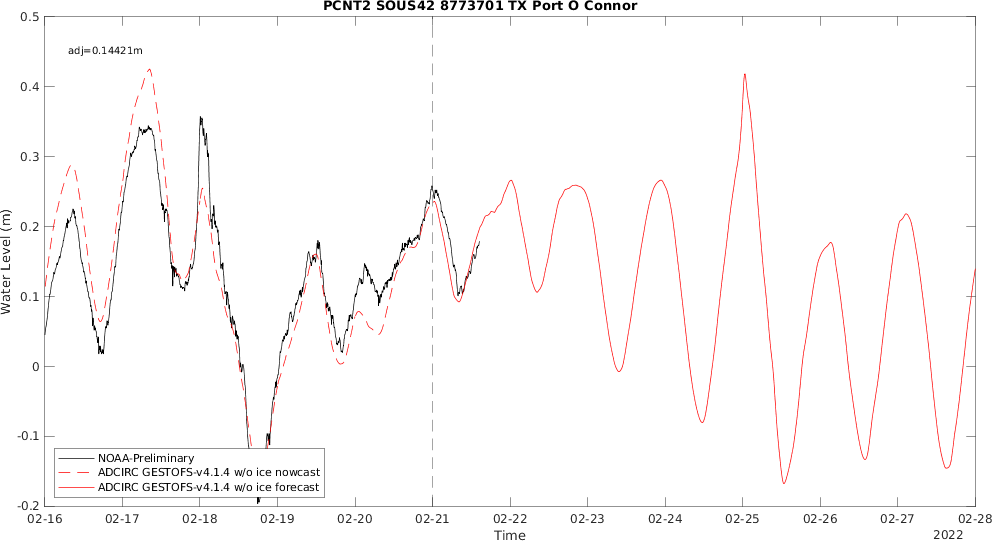 PCNT2 SOUS42 8773701 TX Port O Connor
adj=0.14421m
0.5
0.4
0.3
0.2
0.1
0
-0.1
-0.2
Water Level (m)
NOAA-Preliminary
ADCIRC GESTOFS-v4.1.4 w/o ice nowcast
ADCIRC GESTOFS-v4.1.4 w/o ice forecast
02-16 02-17 02-18 02-19 02-20 02-21 02-22 02-23 02-24 02-25 02-26 02-27 02-28
Time
2022